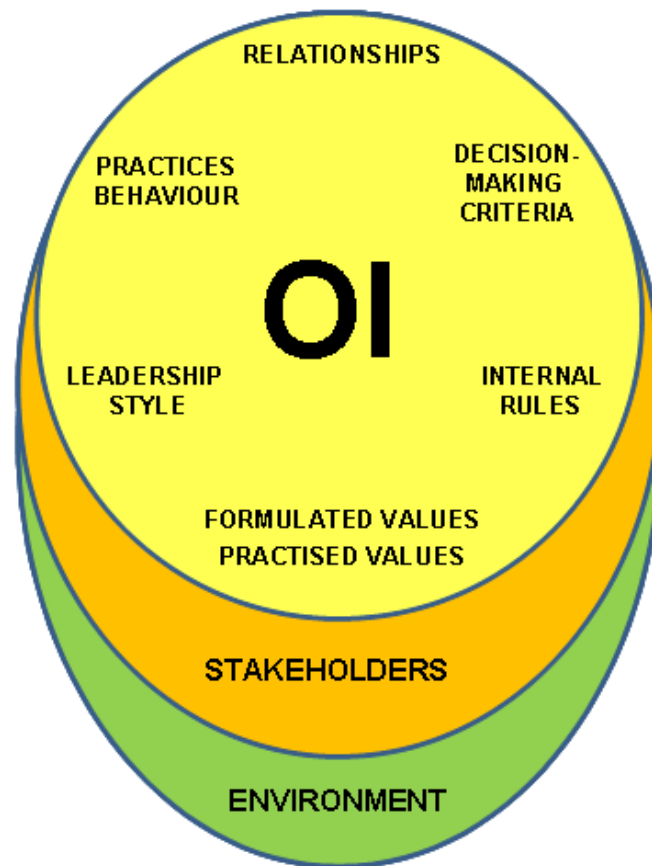 RELATIONSHIPS
PRACTICES
BEHAVIOUR
DECISION-
MAKING
CRITERIA
OI
LEADERSHIP
STYLE
INTERNAL
RULES
FORMULATED VALUES
PRACTISED VALUES
STAKEHOLDERS
ENVIRONMENT